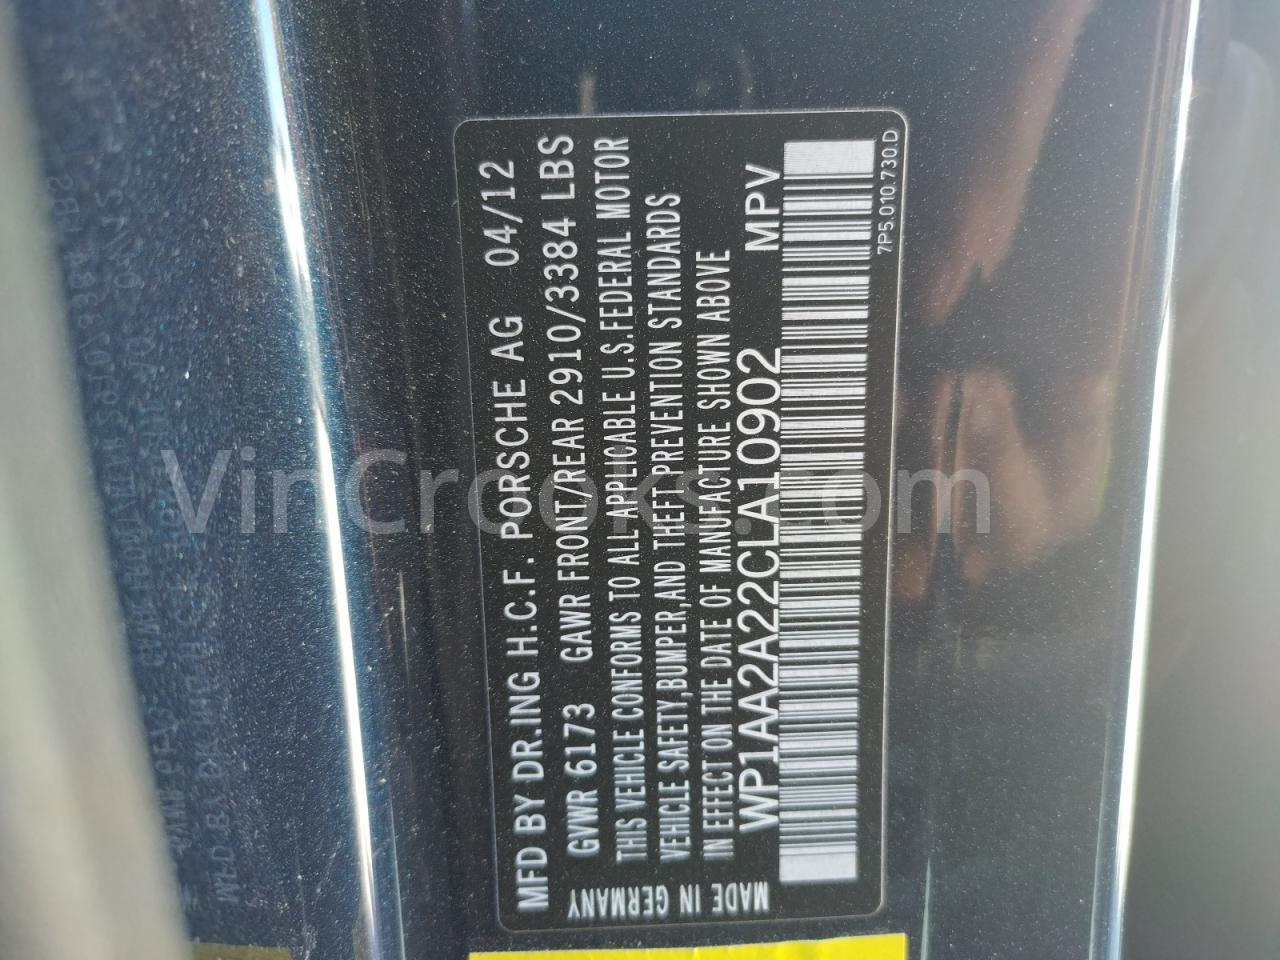 MFD BY DR.ING H.C.F. PORSCHE AG 04/12
GVWR 6173 GAWR FRONT/REAR 2910/3384 LBS
THIS VEHICLE CONFORMS TO ALL APPLICABLE U.S.FEDERAL MOTOR
VEHICLE SAFETY,BUMPER,AND THEFT PREVENTION STANDARDS
IN EFFECT ON THE DATE OF MANUFACTURE SHOWN ABOVE
WP1AA2A22CLA10902 MPV
MADE IN GERMANY
7P5.010.730.D
VinCrooks.com